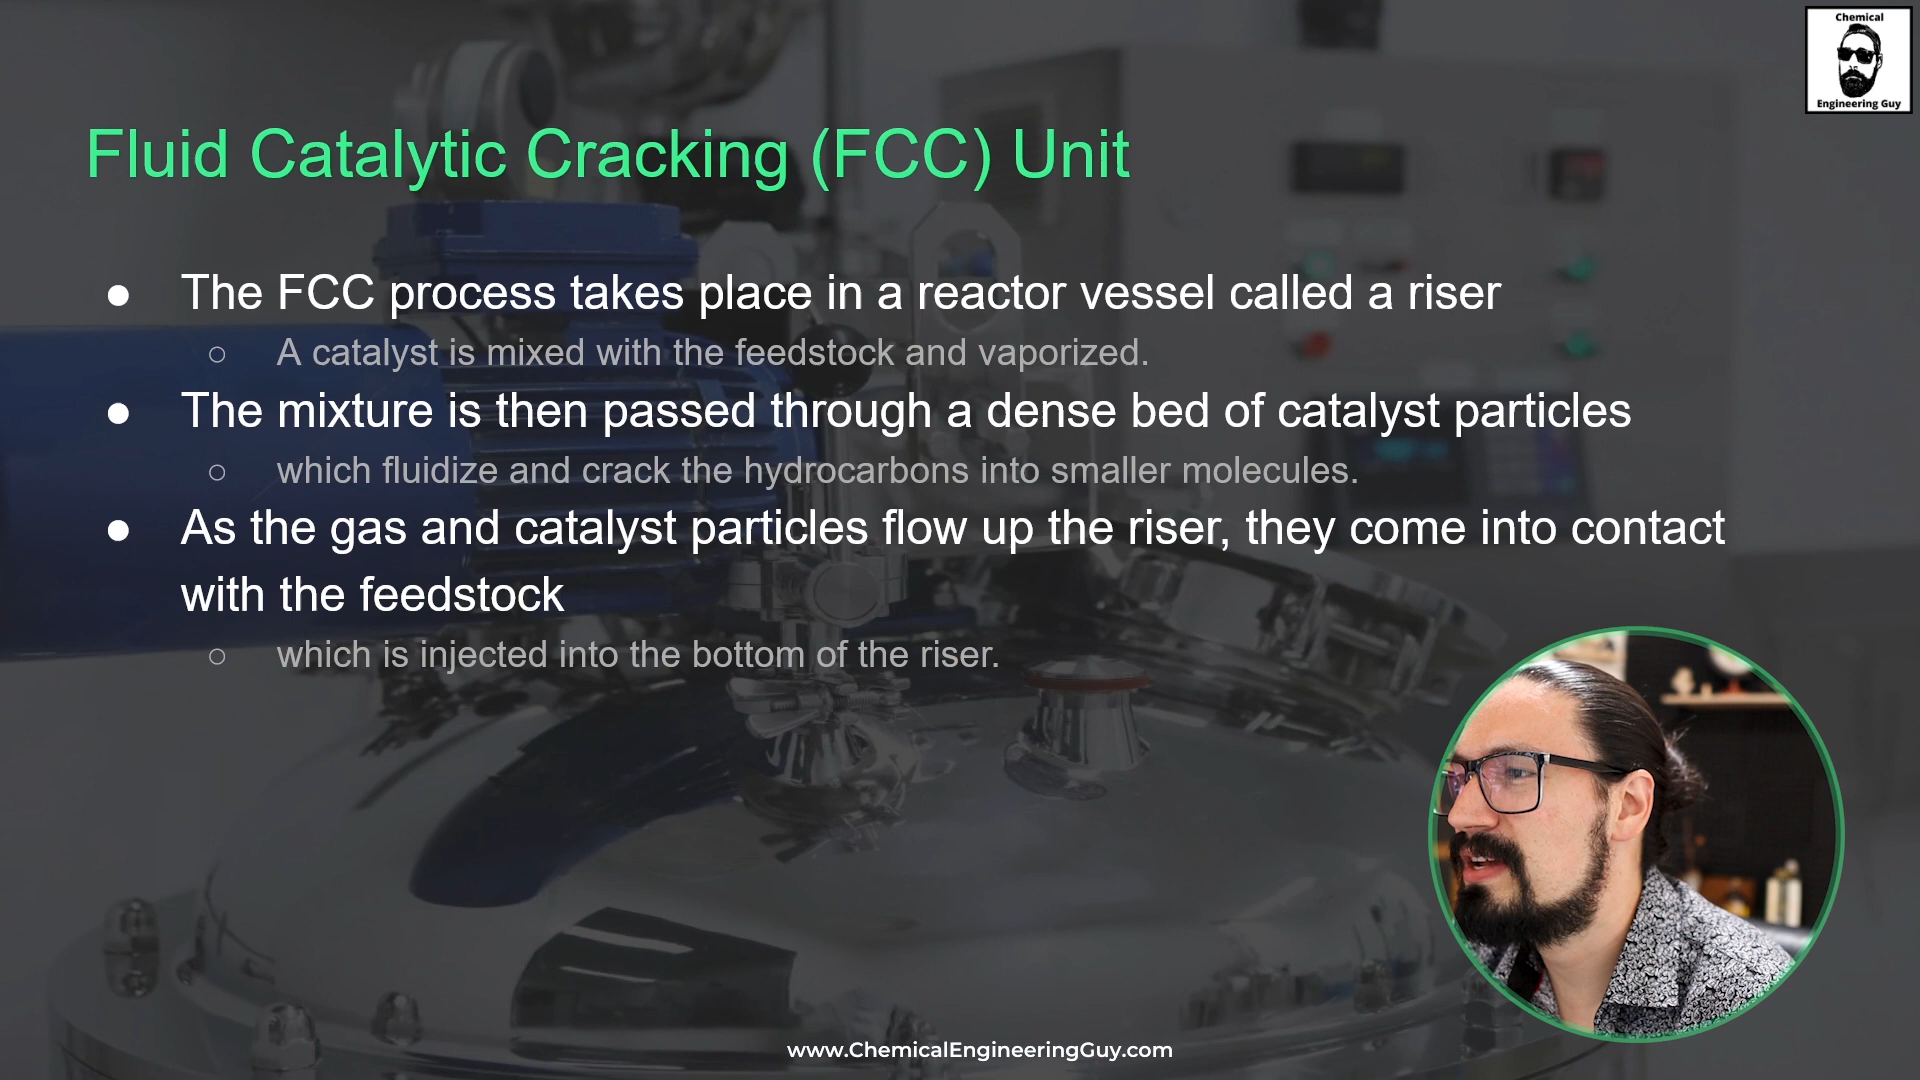 Chemical
Engineering Guy
Fluid Catalytic Cracking (FCC) Unit
● The FCC process takes place in a reactor vessel called a riser
○ A catalyst is mixed with the feedstock and vaporized.
● The mixture is then passed through a dense bed of catalyst particles
○ which fluidize and crack the hydrocarbons into smaller molecules.
● As the gas and catalyst particles flow up the riser, they come into contact
with the feedstock
○ which is injected into the bottom of the riser.
www.ChemicalEngineeringGuy.com